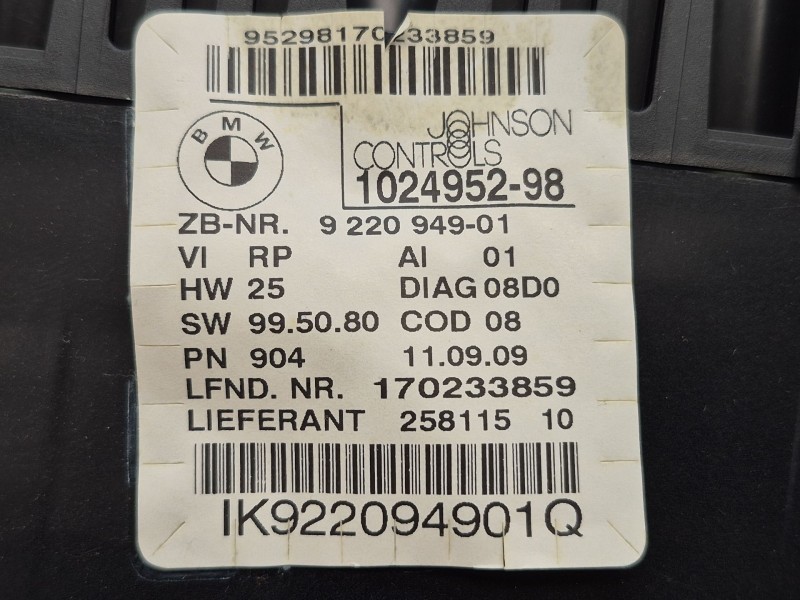 95298170233859
BMW
JOHNSON
CONTROLS
1024952-98
ZB-NR. 9 220 949-01
VI RP AI 01
HW 25 DIAG 08D0
SW 99.50.80 COD 08
PN 904 11.09.09
LFND. NR. 170233859
LIEFERANT 258115 10
IK922094901Q